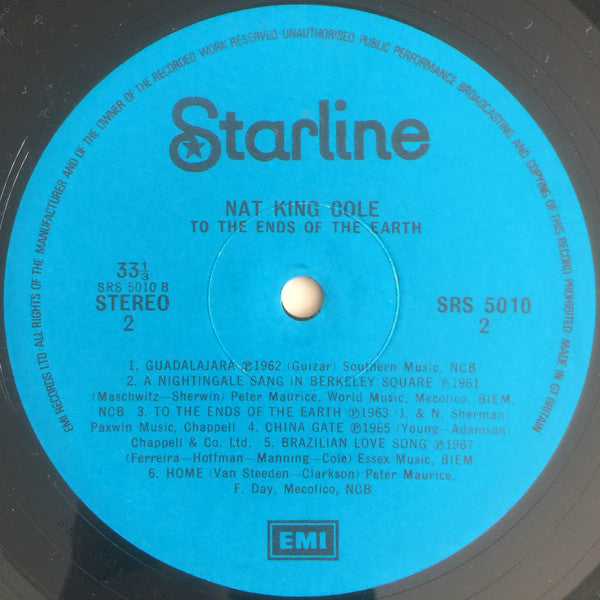 EMI RECORDS LTD·ALL RIGHTS OF THE MANUFACTURER AND OF THE OWNER OF THE RECORDED WORK RESERVED·UNAUTHORISED PUBLIC PERFORMANCE BROADCASTING AND COPYING OF THIS RECORD PROHIBITED MADE IN GT BRITAIN
Starline
NAT KING COLE
TO THE ENDS OF THE EARTH
33⅓
SRS 5010 B
STEREO
2
SRS 5010
2
1. GUADALAJARA ℗1962 (Guizar) Southern Music, NCB
2. A NIGHTINGALE SANG IN BERKELEY SQUARE ℗1961
(Maschwitz—Sherwin) Peter Maurice, World Music, Mecolico, BIEM,
NCB 3. TO THE ENDS OF THE EARTH ℗1963 (J. & N. Sherman)
Paxwin Music, Chappell 4. CHINA GATE ℗1965 (Young—Adamson)
Chappell & Co. Ltd. 5. BRAZILIAN LOVE SONG ℗1967
(Ferreira—Hoffman—Manning—Cole) Essex Music, BIEM
6. HOME (Van Steeden—Clarkson) Peter Maurice,
F. Day, Mecolico, NCB
EMI